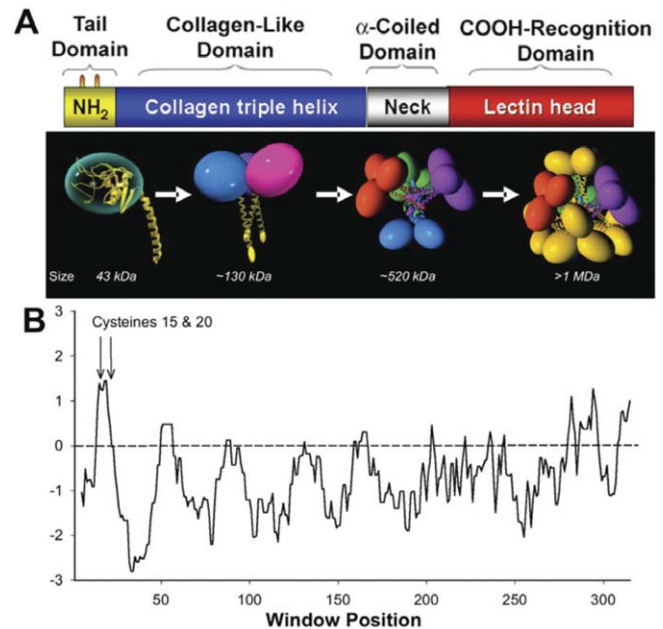 A
Tail Domain
Collagen-Like Domain
α-Coiled Domain
COOH-Recognition Domain
NH2
Collagen triple helix
Neck
Lectin head
Size
43 kDa
~130 kDa
~520 kDa
>1 MDa
B
Cysteines 15 & 20
3
2
1
0
-1
-2
-3
50
100
150
200
250
300
Window Position